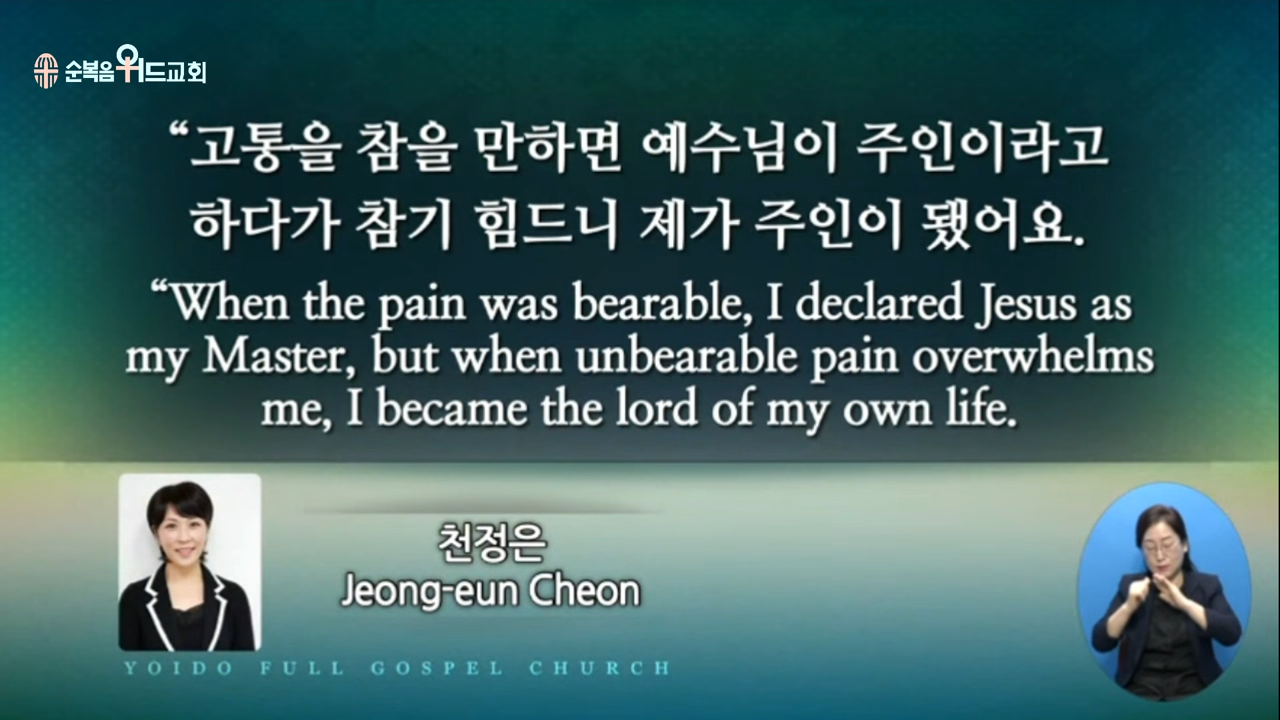 순복음위드교회
“고통을 참을 만하면 예수님이 주인이라고
하다가 참기 힘드니 제가 주인이 됐어요.
“When the pain was bearable, I declared Jesus as
my Master, but when unbearable pain overwhelms
me, I became the lord of my own life.
천정은
Jeong-eun Cheon
YOIDO FULL GOSPEL CHURCH